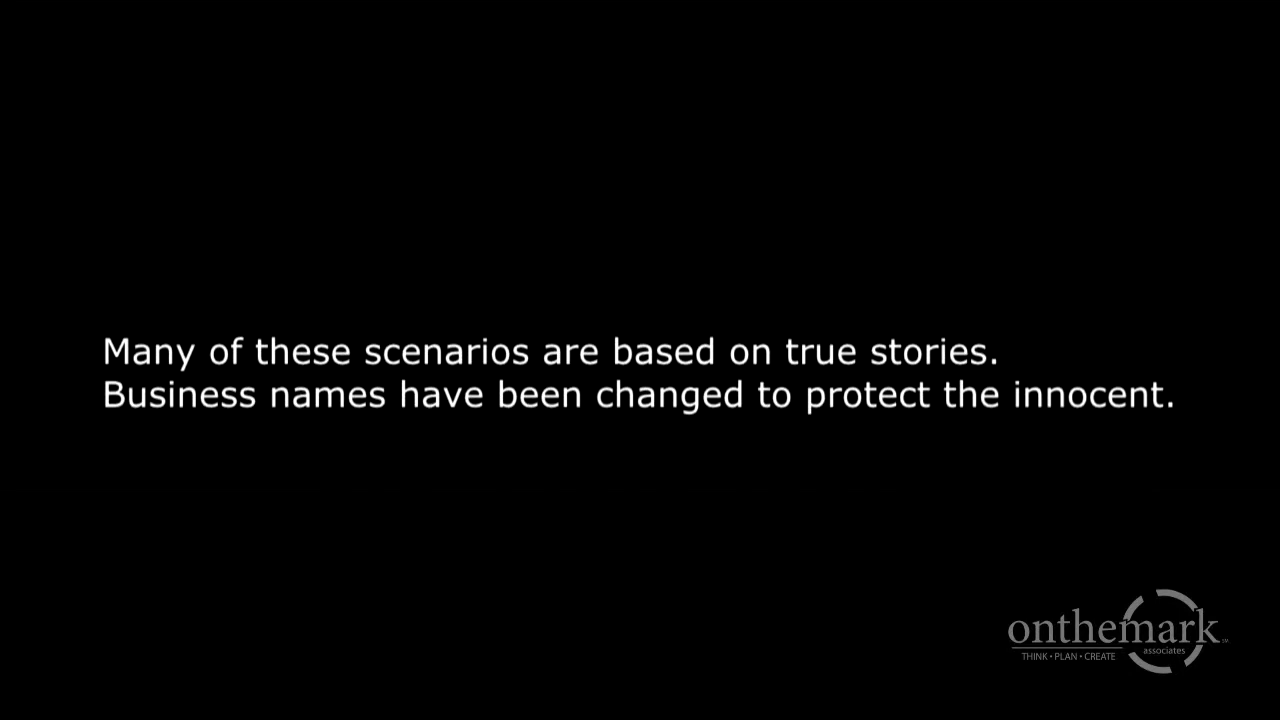 Many of these scenarios are based on true stories.
Business names have been changed to protect the innocent.
onthemark
SM
associates
THINK • PLAN • CREATE